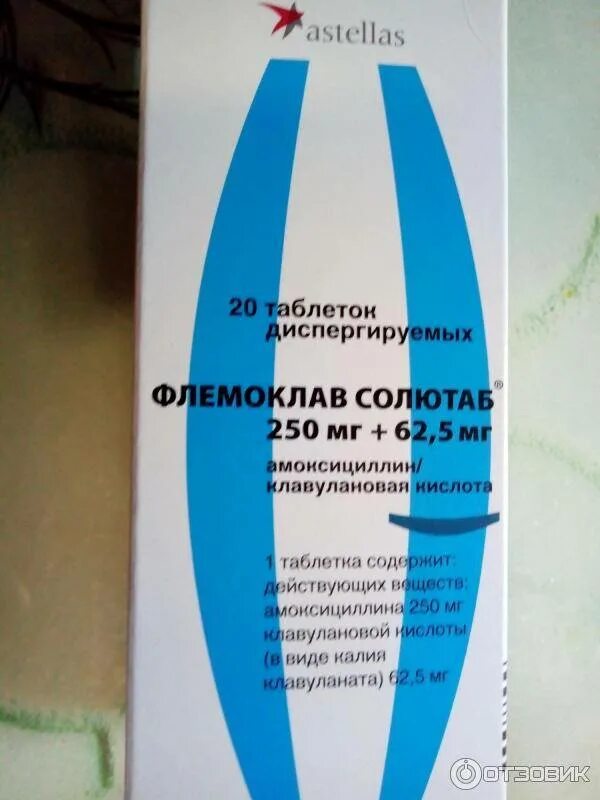 astellas
20 таблеток
диспергируемых
ФЛЕМОКЛАВ СОЛЮТАБ®
250 мг + 62,5 мг
амоксициллин/
клавулановая кислота
1 таблетка содержит:
действующих веществ:
амоксициллина 250 мг
клавулановой кислоты
(в виде калия
клавуланата) 62,5 мг
ОТЗОВИК